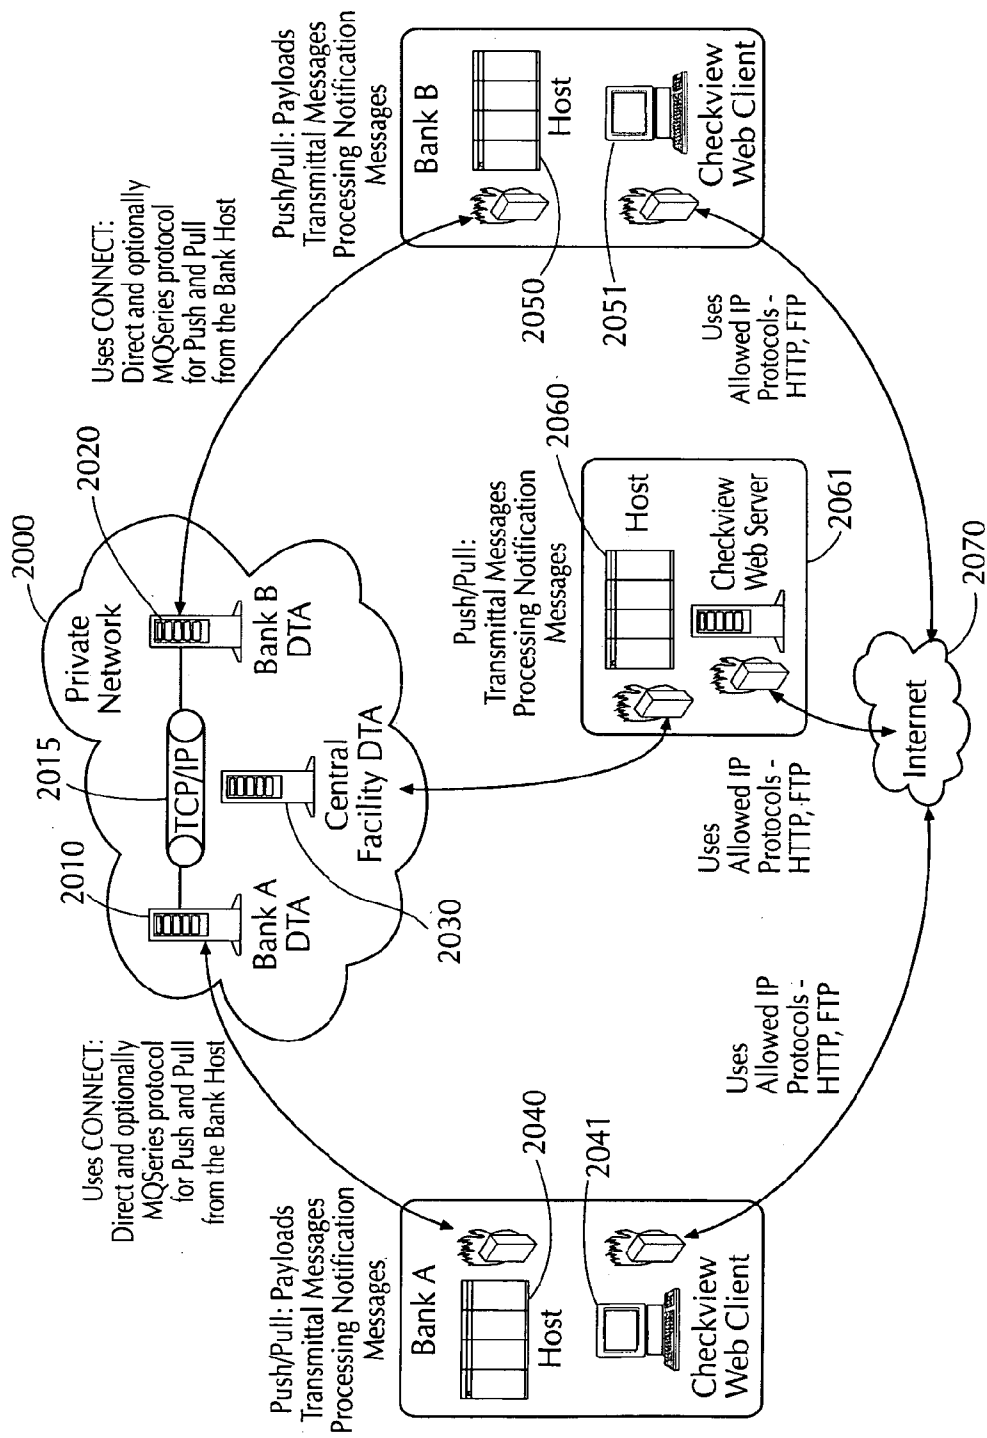 2000
Private
Network
2010
2015
2020
TCP/IP
Bank A
DTA
Bank B
DTA
2030
Central
Facility DTA
Uses CONNECT:
Direct and optionally
MQSeries protocol
for Push and Pull
from the Bank Host
Uses CONNECT:
Direct and optionally
MQSeries protocol
for Push and Pull
from the Bank Host
Push/Pull: Payloads
Transmittal Messages
Processing Notification
Messages
Bank A
Host
2040
2041
Checkview
Web Client
Push/Pull:
Transmittal Messages
Processing Notification
Messages
2060
Host
Checkview
Web Server
2061
Push/Pull: Payloads
Transmittal Messages
Processing Notification
Messages
Bank B
Host
2050
2051
Checkview
Web Client
Uses
Allowed IP
Protocols -
HTTP, FTP
Uses
Allowed IP
Protocols -
HTTP, FTP
Uses
Allowed IP
Protocols -
HTTP, FTP
Internet
2070